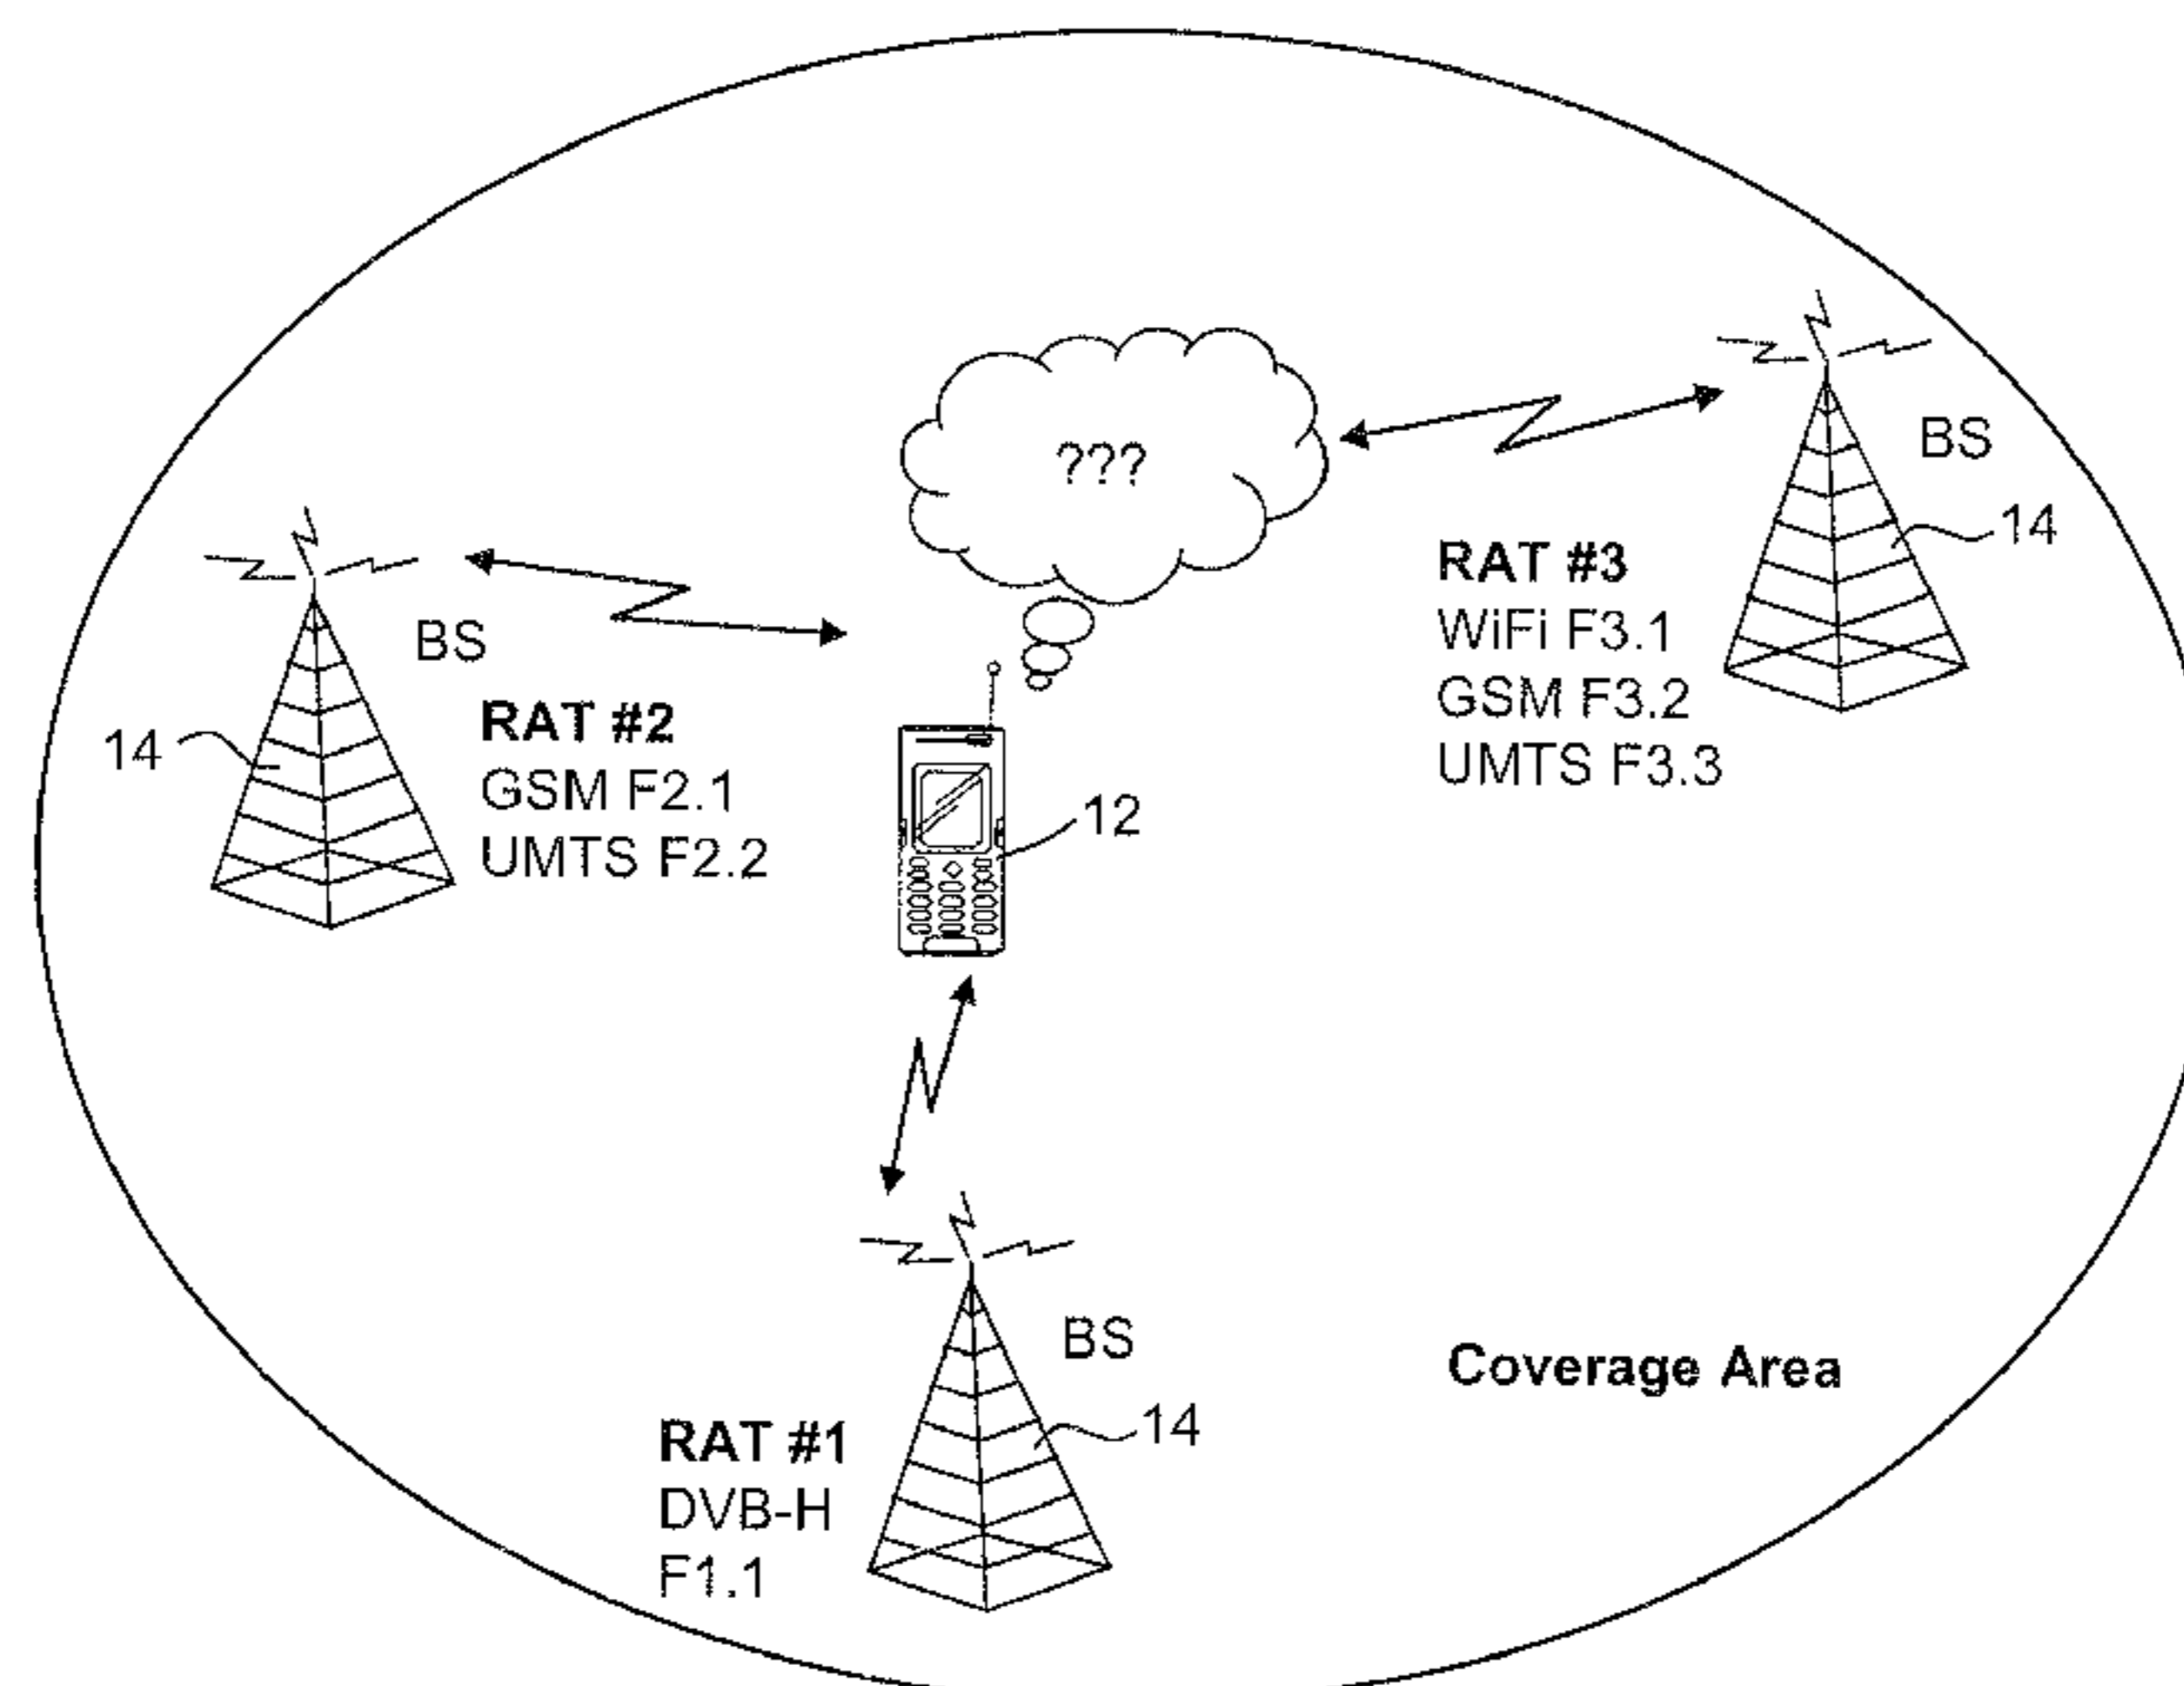 ???
BS
14
RAT #3
WiFi F3.1
GSM F3.2
UMTS F3.3
BS
14
RAT #2
GSM F2.1
UMTS F2.2
12
BS
14
RAT #1
DVB-H
F1.1
Coverage Area